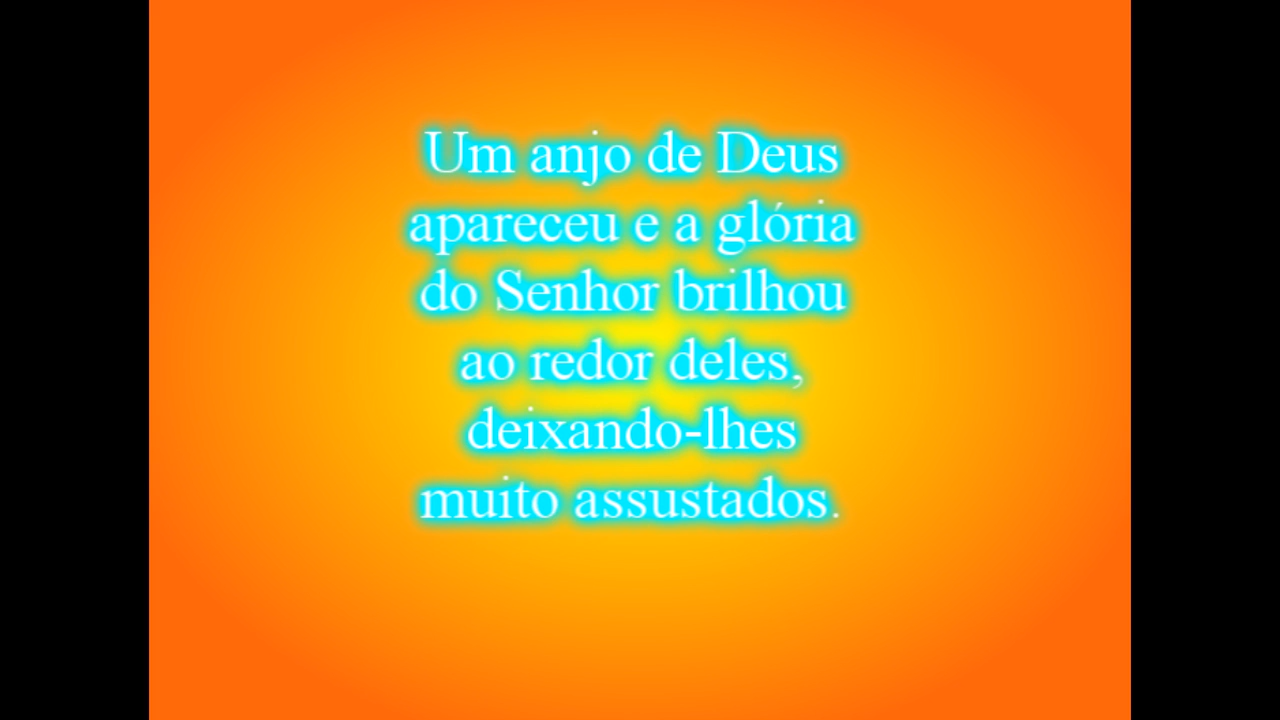 Um anjo de Deus
apareceu e a glória
do Senhor brilhou
ao redor deles,
deixando-lhes
muito assustados.